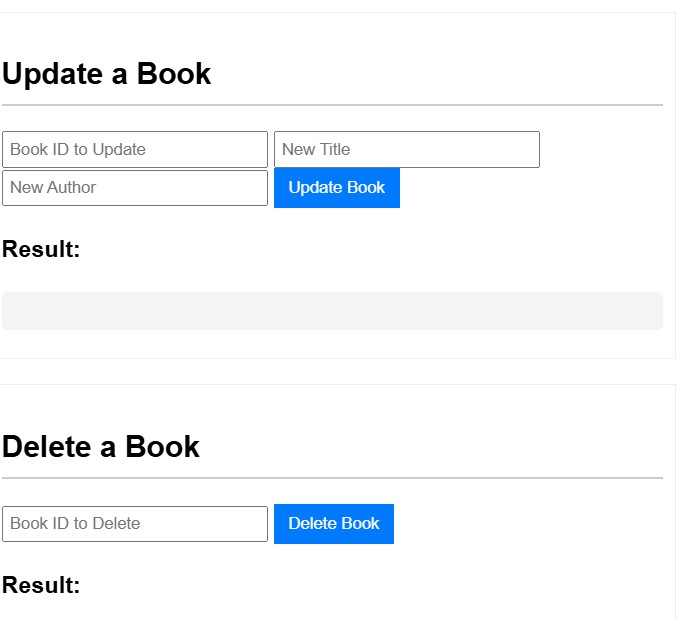 Update a Book
Book ID to Update New Title
New Author Update Book
Result:
Delete a Book
Book ID to Delete Delete Book
Result: